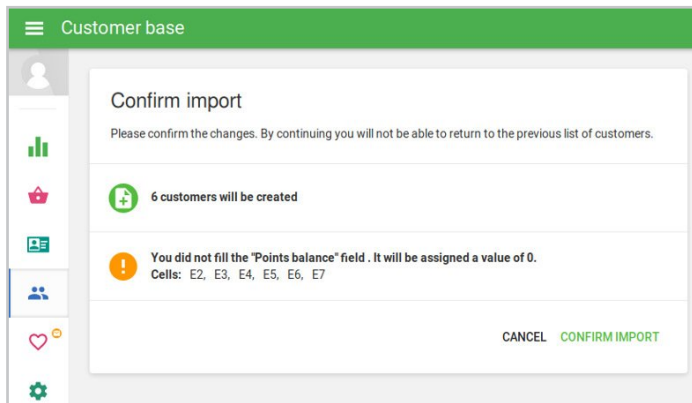 Customer base
Confirm import
Please confirm the changes. By continuing you will not be able to return to the previous list of customers.
6 customers will be created
You did not fill the "Points balance" field . It will be assigned a value of 0.
Cells: E2, E3, E4, E5, E6, E7
CANCEL CONFIRM IMPORT